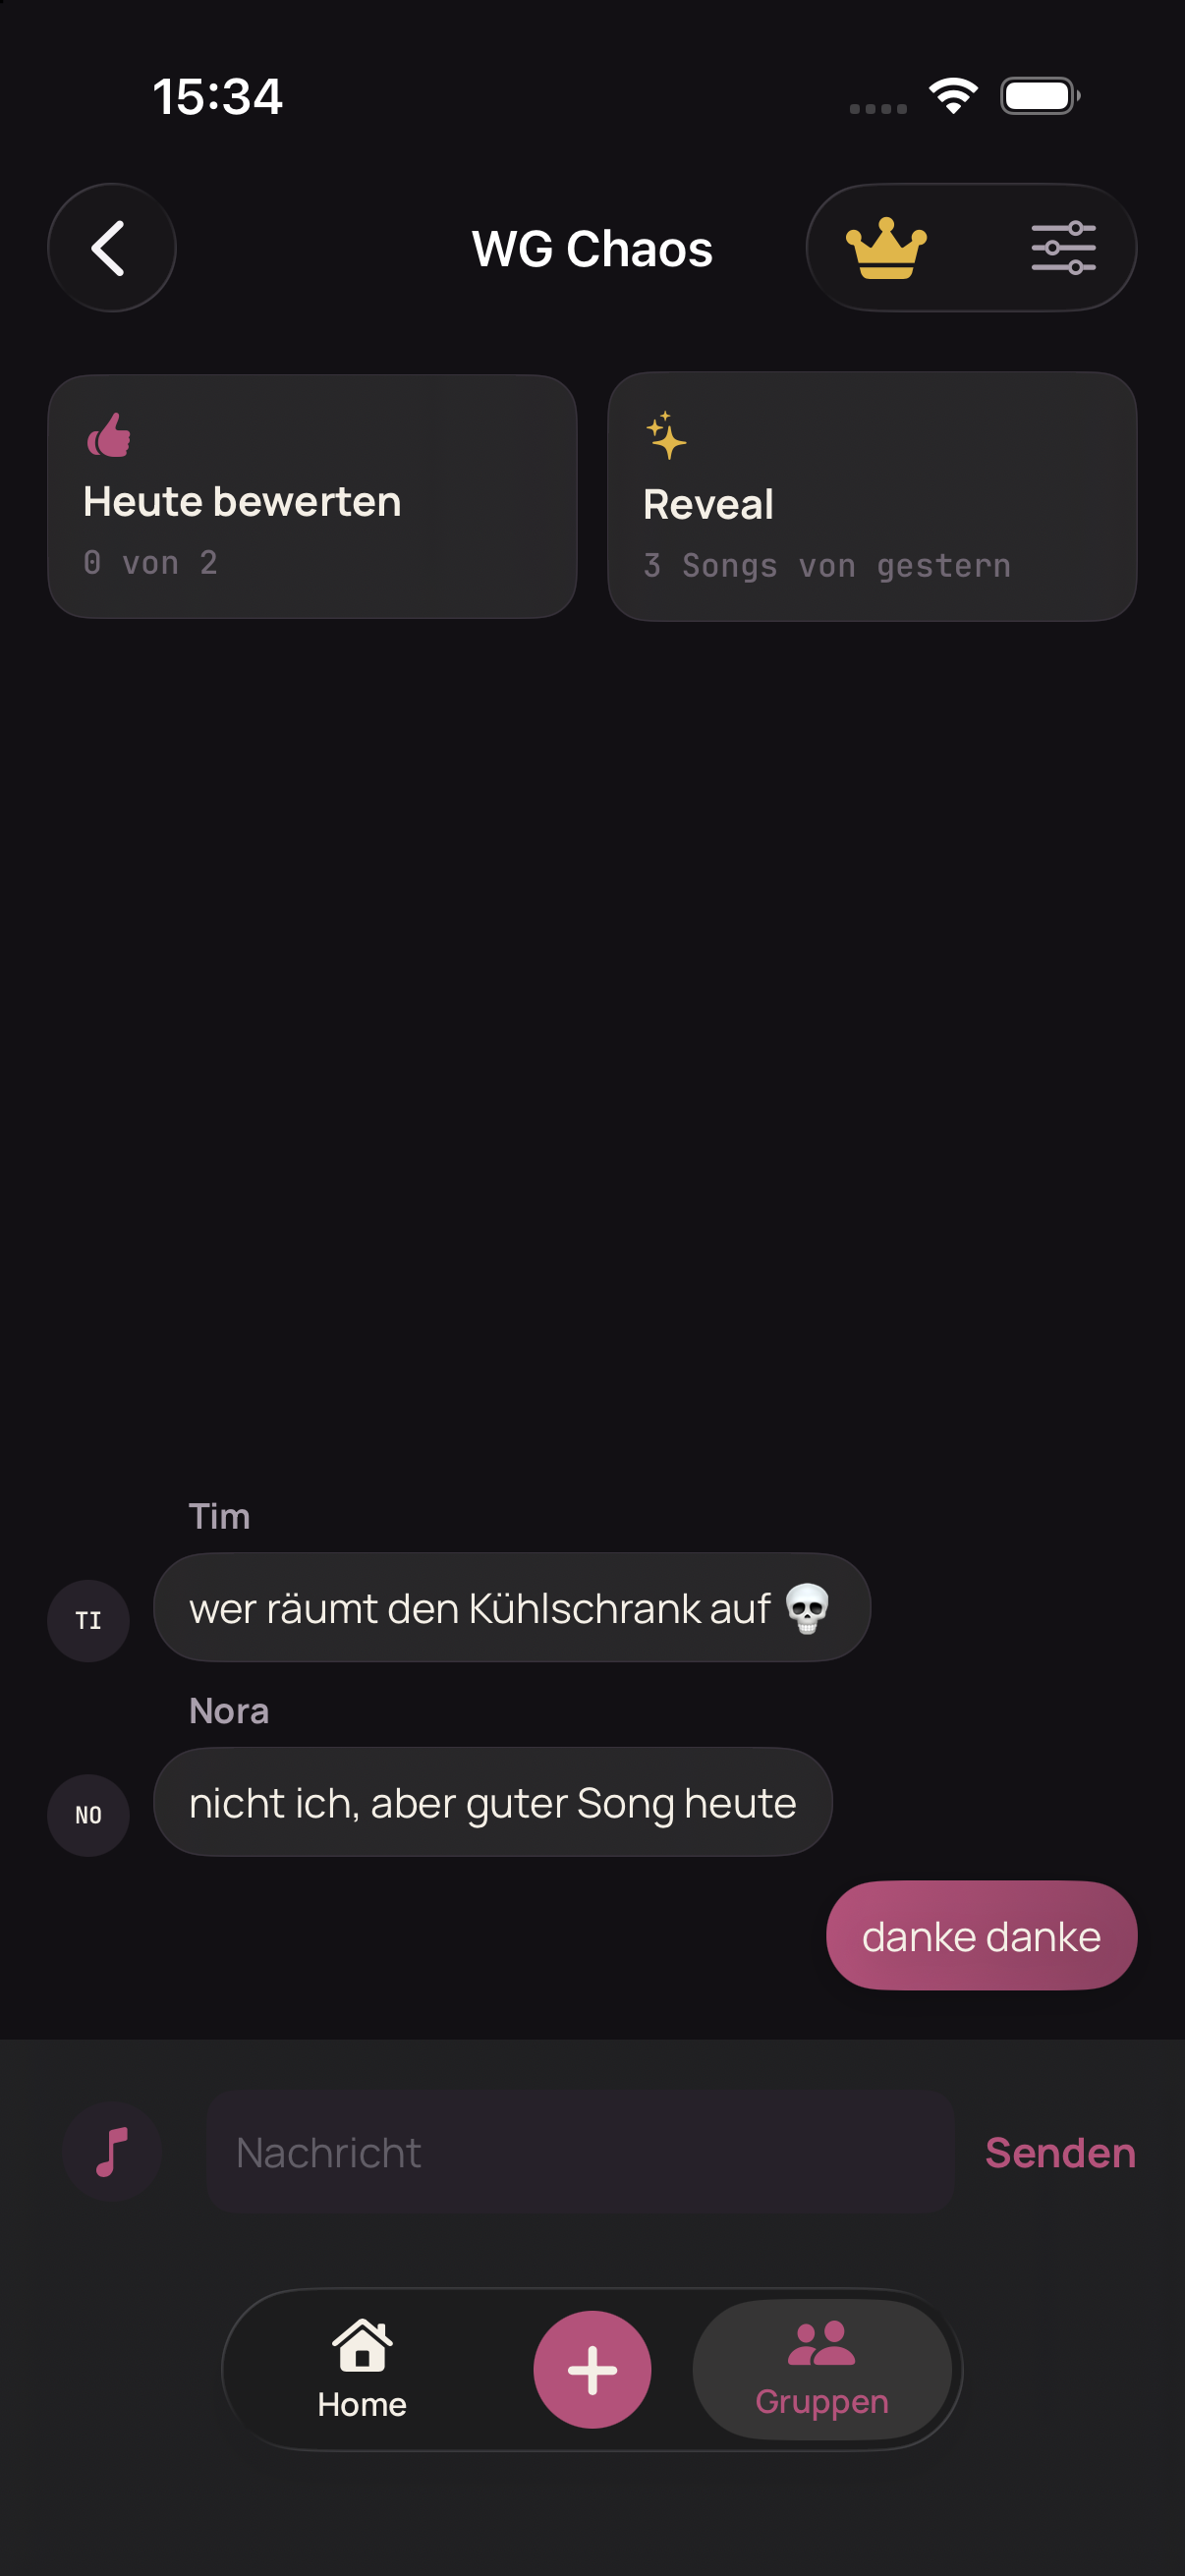 15:34
WG Chaos
Heute bewerten
0 von 2
Reveal
3 Songs von gestern
Tim
TI
wer räumt den Kühlschrank auf 💀
Nora
NO
nicht ich, aber guter Song heute
danke danke
Nachricht
Senden
Home
Gruppen